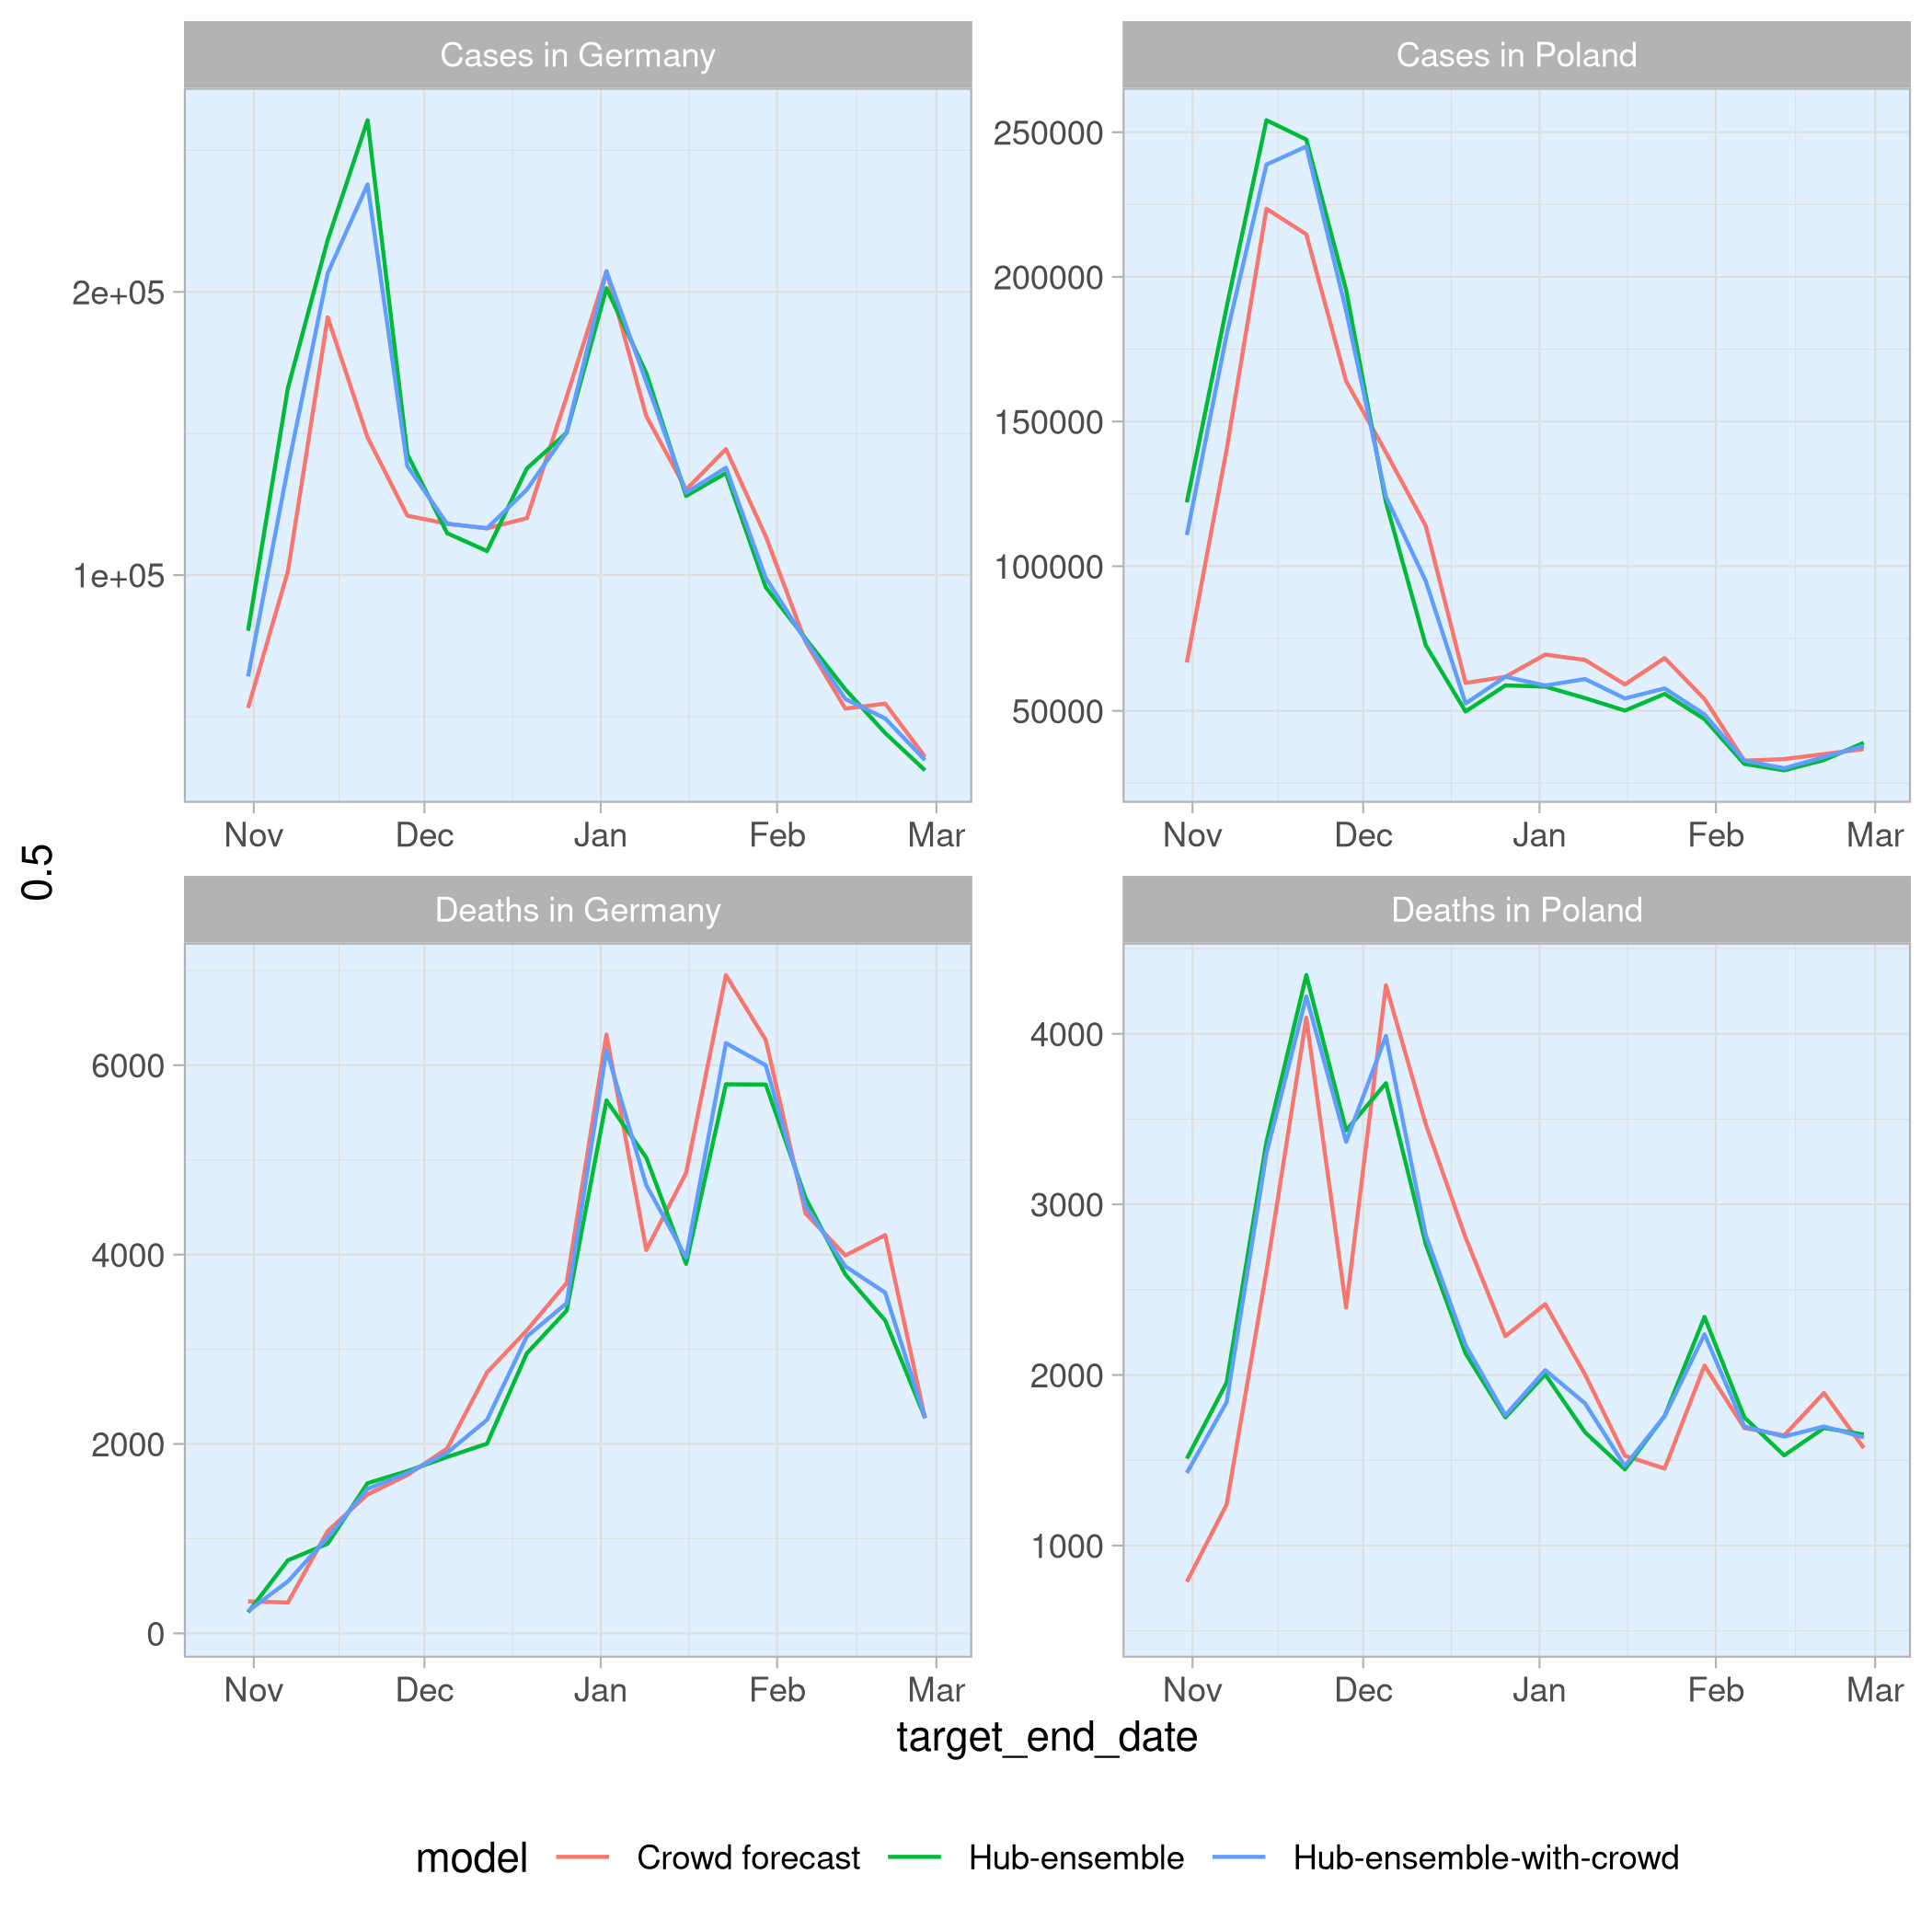 Cases in Germany
Cases in Poland
2e+05
1e+05
250000
200000
150000
100000
50000
Nov Dec Jan Feb Mar
Nov Dec Jan Feb Mar
0.5
Deaths in Germany
Deaths in Poland
6000
4000
2000
0
4000
3000
2000
1000
Nov Dec Jan Feb Mar
Nov Dec Jan Feb Mar
target_end_date
model Crowd forecast Hub-ensemble Hub-ensemble-with-crowd